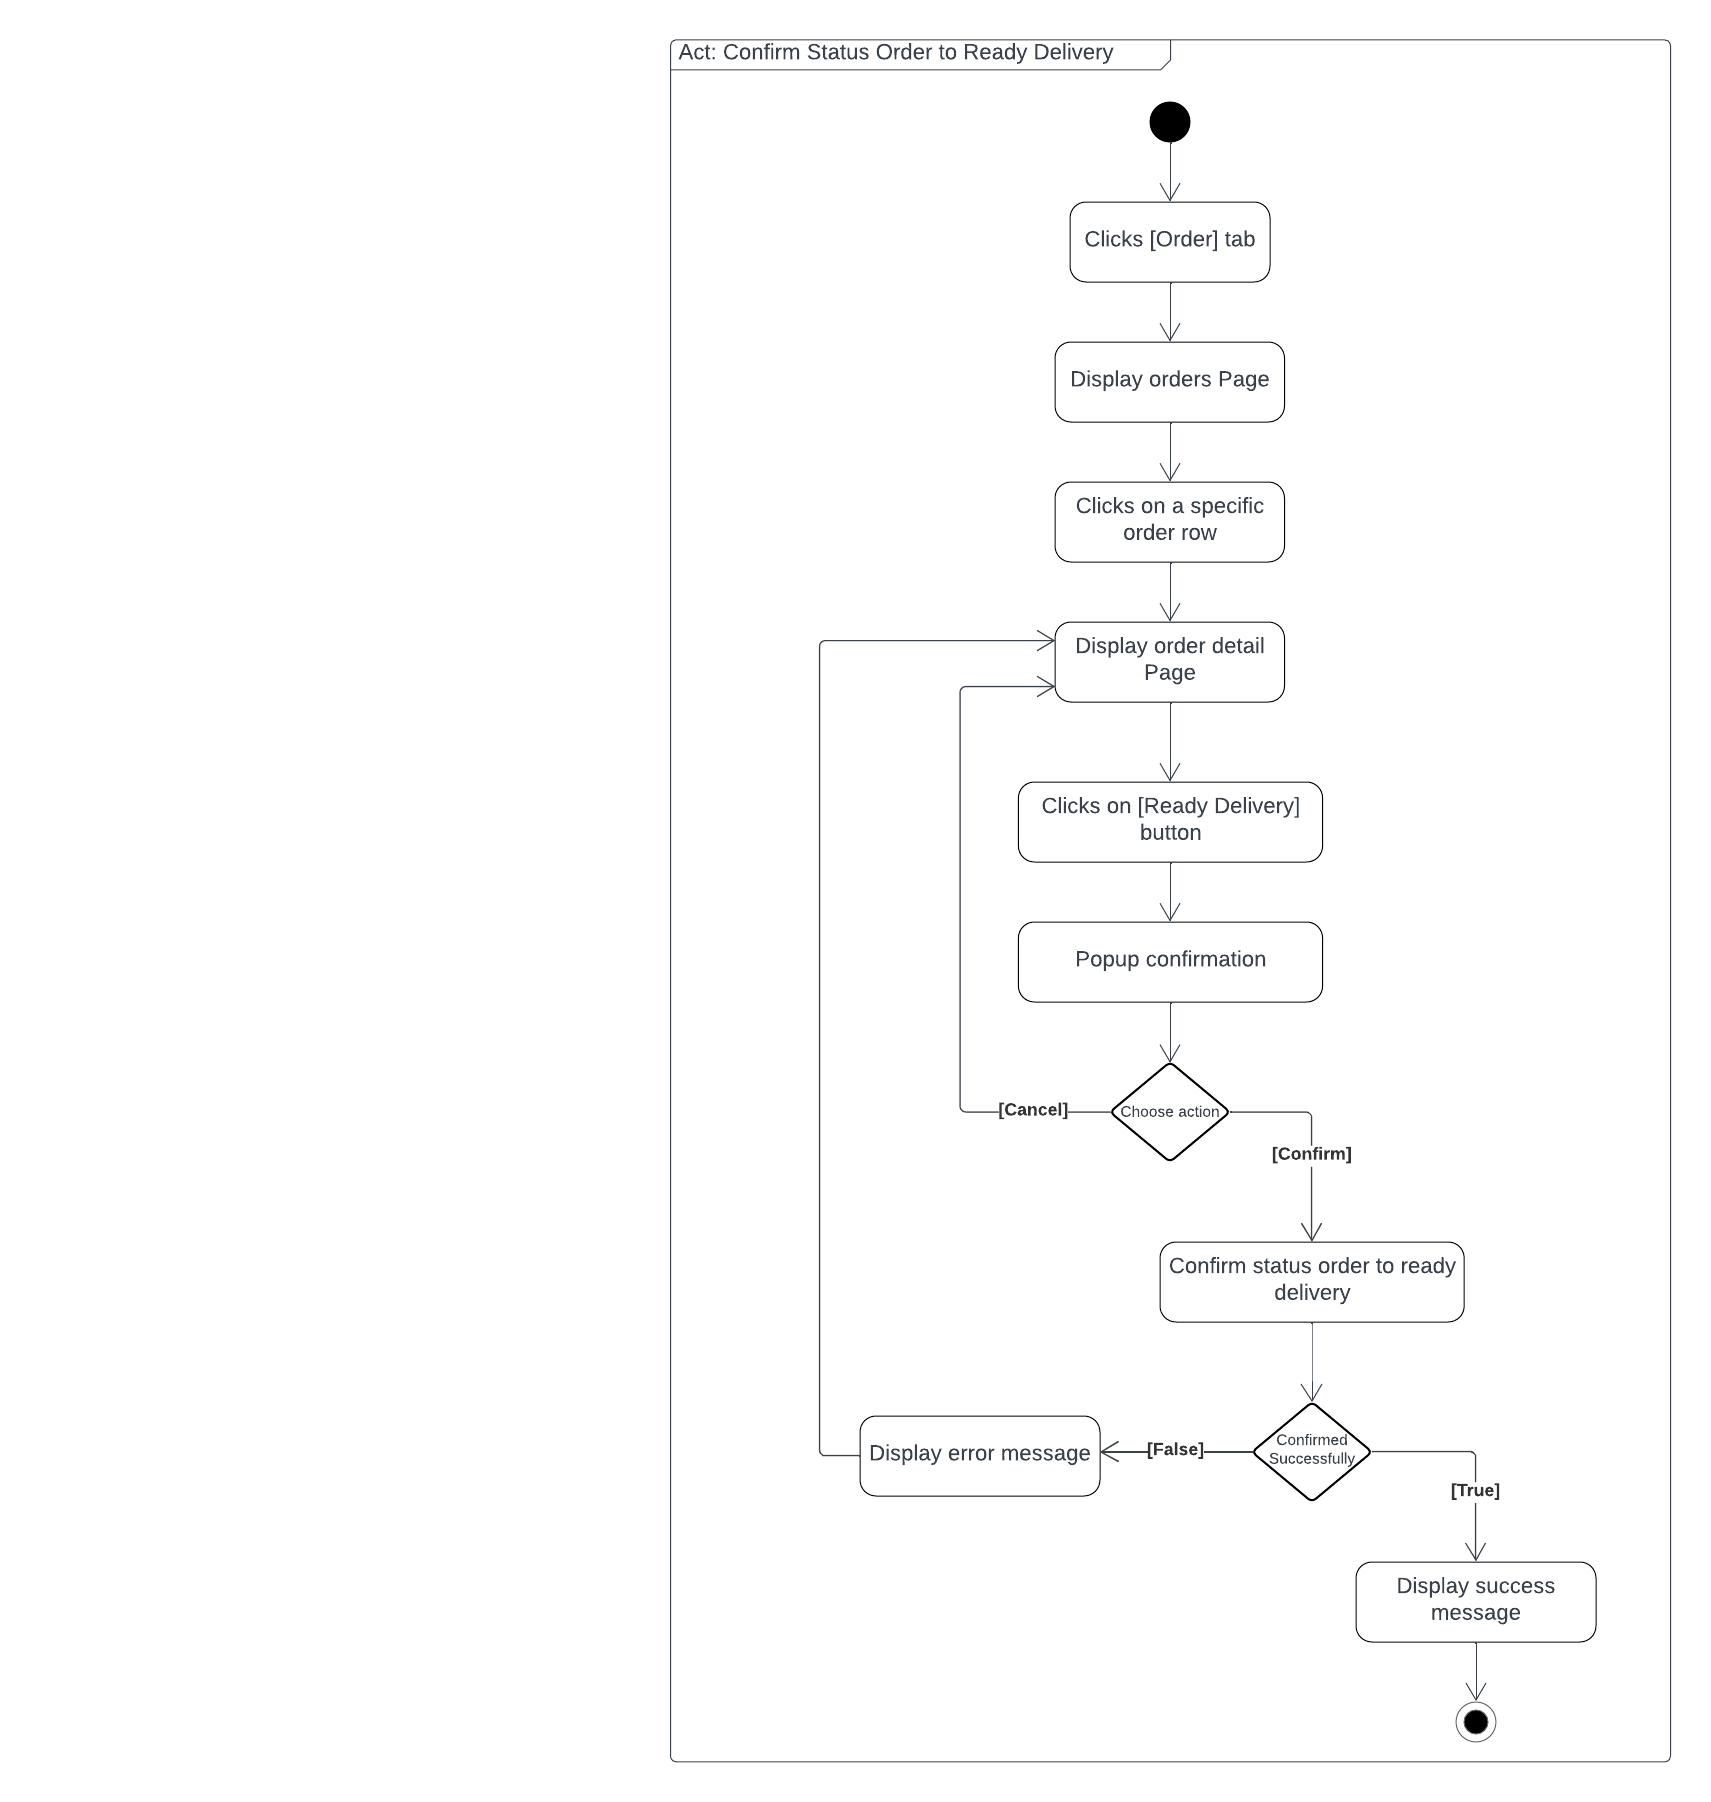 Act: Confirm Status Order to Ready Delivery
Clicks [Order] tab
Display orders Page
Clicks on a specific
order row
Display order detail
Page
Clicks on [Ready Delivery]
button
Popup confirmation
[Cancel]
Choose action
[Confirm]
Confirm status order to ready
delivery
Display error message
[False]
Confirmed
Successfully
[True]
Display success
message